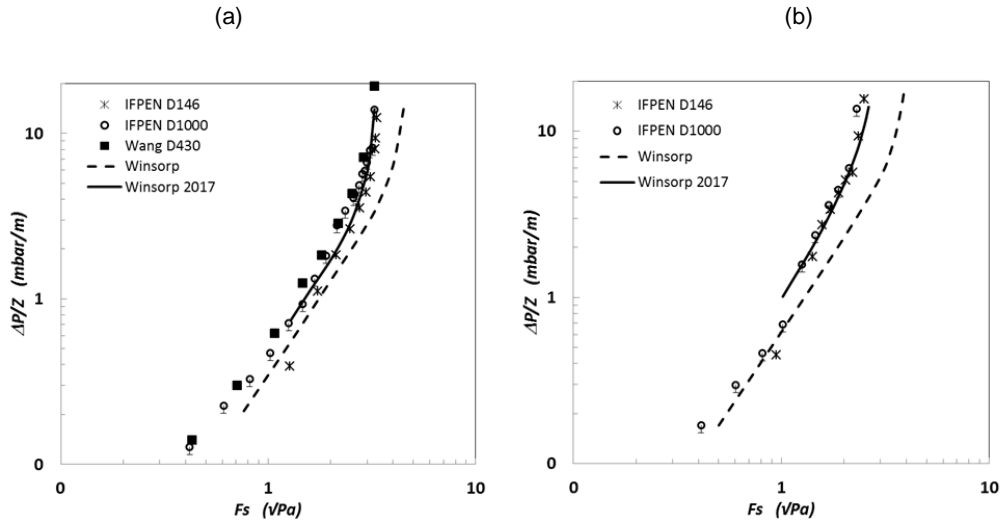 (a)
(b)
IFPEN D146
IFPEN D1000
Wang D430
Winsorp
Winsorp 2017
ΔP/Z (mbar/m)
10
1
0
0
1
10
Fs (√Pa)
IFPEN D146
IFPEN D1000
Winsorp
Winsorp 2017
ΔP/Z (mbar/m)
10
1
0
0
1
10
Fs (√Pa)